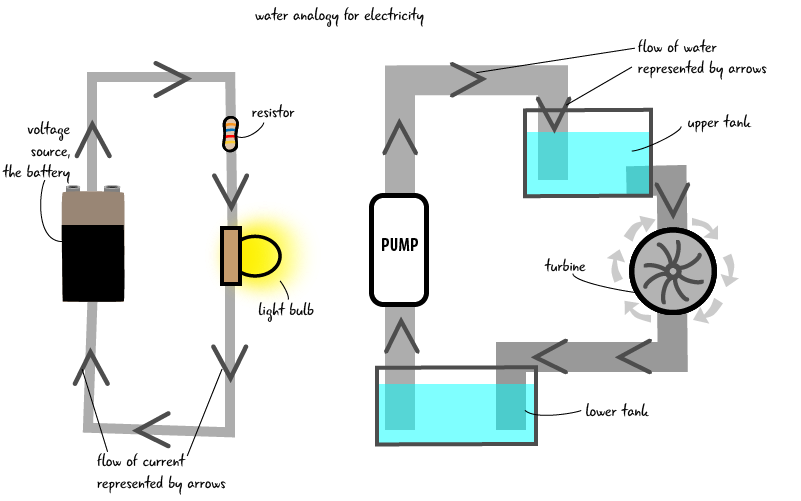 water analogy for electricity
flow of water
represented by arrows
resistor
upper tank
voltage
source,
the battery
PUMP
turbine
light bulb
lower tank
flow of current
represented by arrows